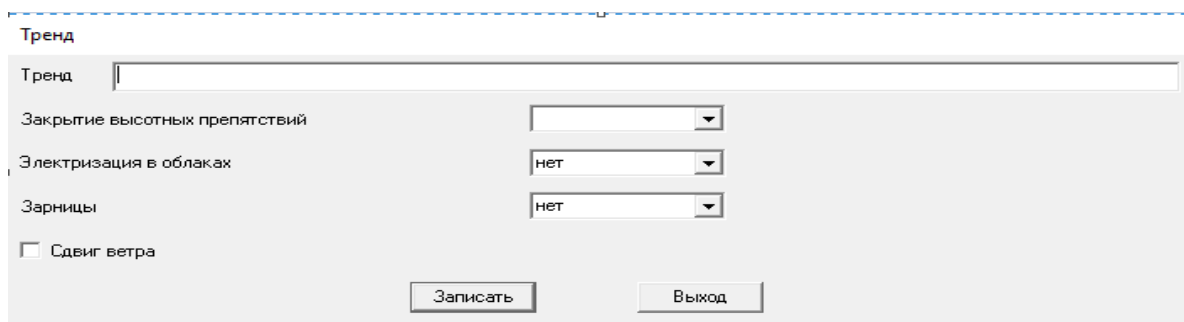 Тренд
Тренд
Закрытие высотных препятствий
Электризация в облаках нет
Зарницы нет
Сдвиг ветра
Записать Выход